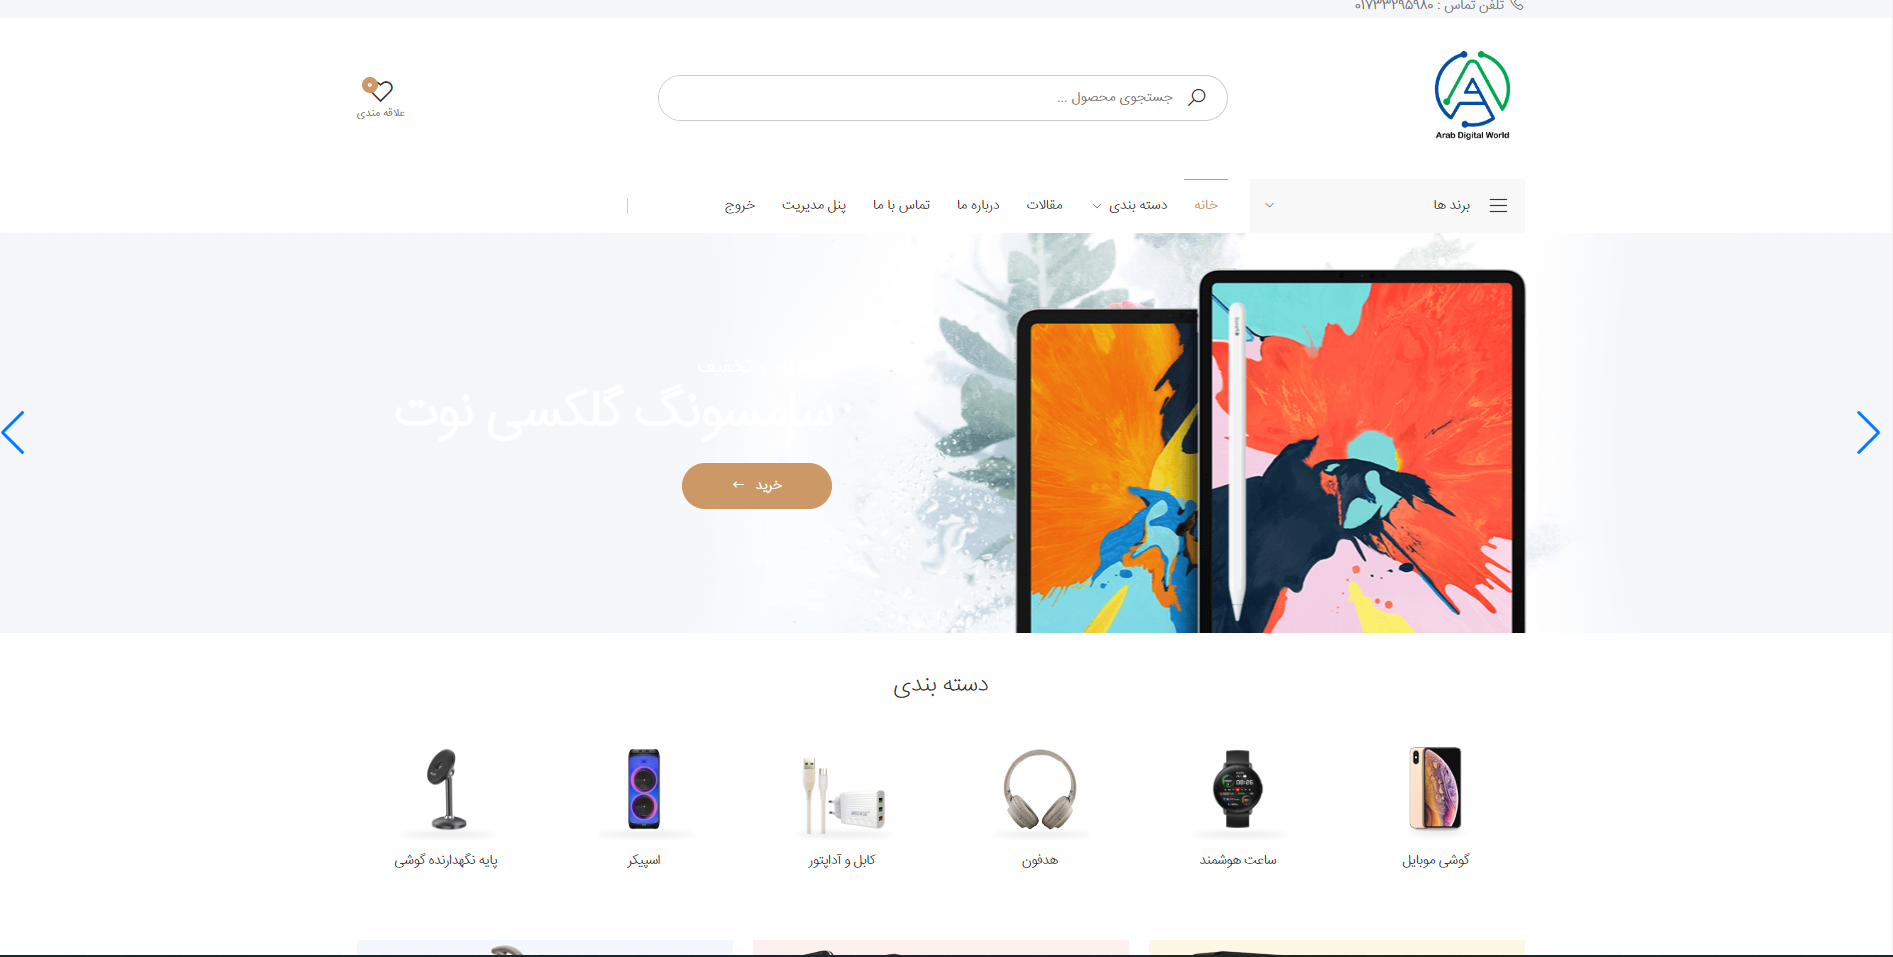 تلفن تماس : ۰۱۷۳۳۲۹۵۹۸۰
Arab Digital World
جستجوی محصول ...
۰
علاقه مندی
برند ها
خانه
دسته بندی
مقالات
درباره ما
تماس با ما
پنل مدیریت
خروج
تخفیف
سامسونگ گلکسی نوت
خرید ←
دسته بندی
گوشی موبایل
ساعت هوشمند
هدفون
کابل و آداپتور
اسپیکر
پایه نگهدارنده گوشی